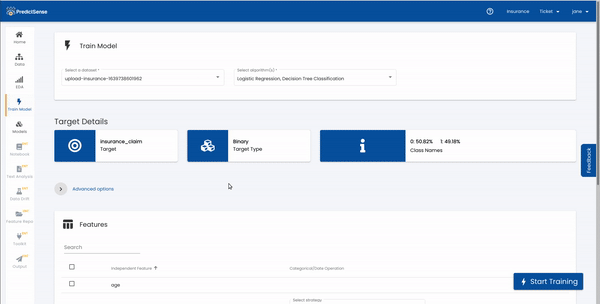 PredictSense
Insurance
Ticket
jane
Home
Data
EDA
Train Model
Models
Train Model
Select a dataset *
upload-insurance-1639738601962
Select algorithm(s) *
Logistic Regression, Decision Tree Classification
Target Details
insurance_claim
Target
Binary
Target Type
0: 50.82% 1: 49.18%
Class Names
Advanced options
Features
Search
Independent Feature ↑
Categorical/Date Operation
age
Select strategy
Start Training
Feedback
Notebook
Text Analysis
Data Drift
Feature Repo
Output